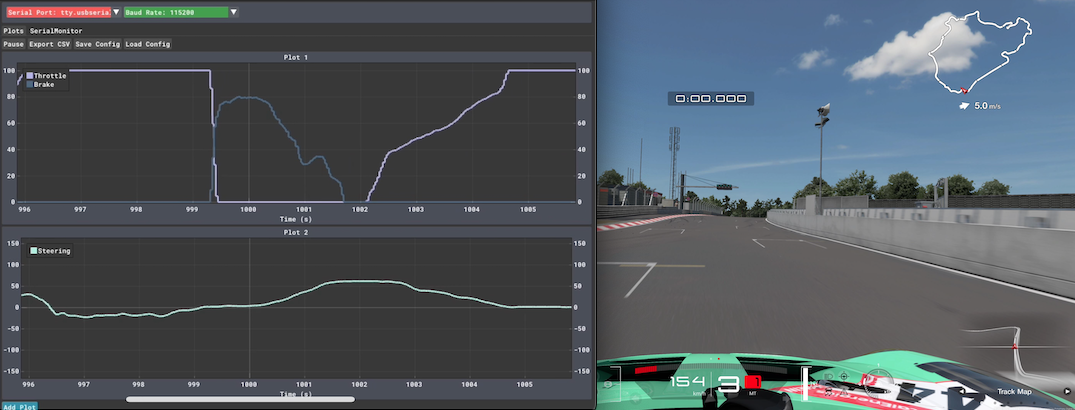 Serial Port: tty.usbserial Baud Rate: 115200
Plots SerialMonitor
Pause Export CSV Save Config Load Config
Plot 1
Throttle
Brake
100 100
80 80
60 60
40 40
20 20
0 0
996 997 998 999 1000 1001 1002 1003 1004 1005
Time (s)
Plot 2
Steering
150 150
100 100
50 50
0 0
-50 -50
-100 -100
-150 -150
996 997 998 999 1000 1001 1002 1003 1004 1005
Time (s)
Add Plot
0:00.000
5.0 m/s
154 km/h 3 MT
44
Track Map